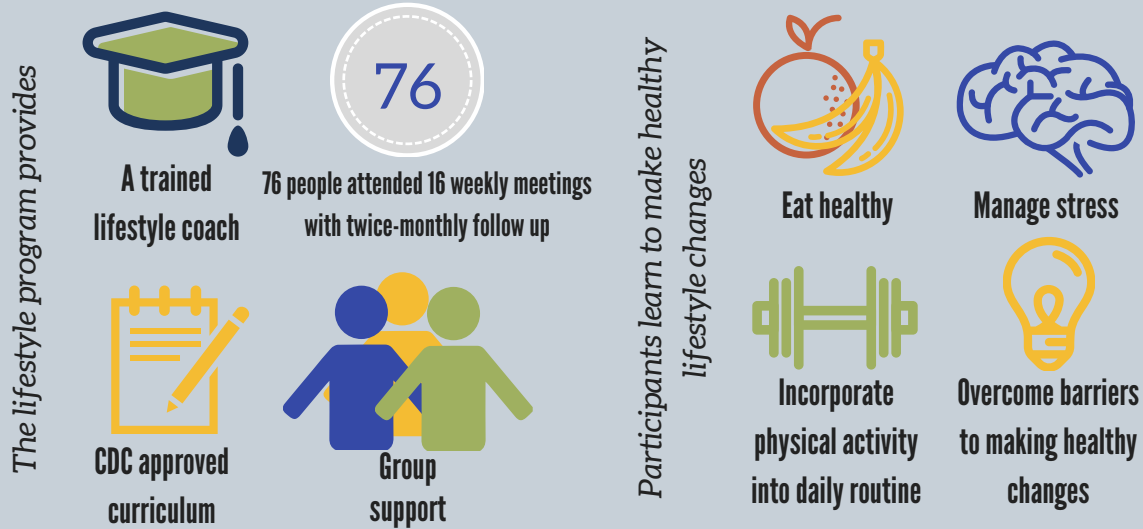 The lifestyle program provides
A trained
lifestyle coach
76
76 people attended 16 weekly meetings
with twice-monthly follow up
CDC approved
curriculum
Group
support
Participants learn to make healthy
lifestyle changes
Eat healthy
Manage stress
Incorporate
physical activity
into daily routine
Overcome barriers
to making healthy
changes